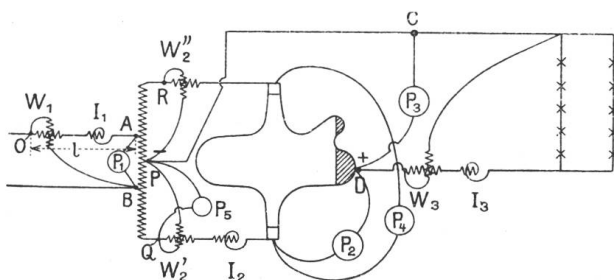 C
W₂″
R
W₁
I₁
A
P₃
O
l
P₁
−
P
+
D
B
P₅
W₃
I₃
P₄
Q
W₂′
I₂
P₂